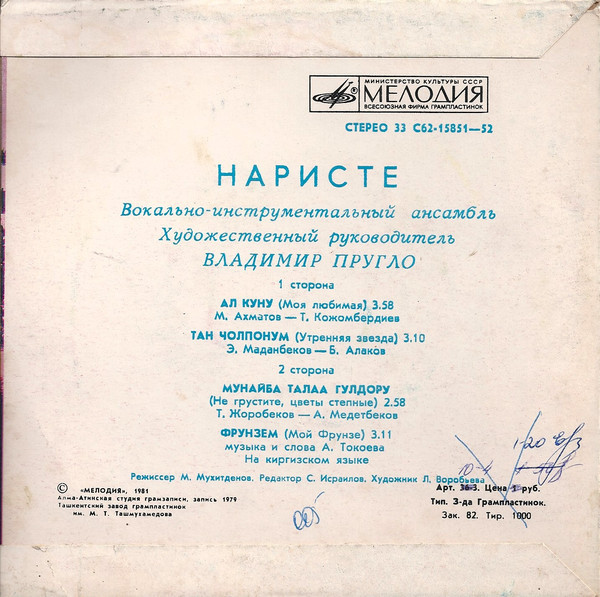 МИНИСТЕРСТВО КУЛЬТУРЫ СССР
МЕЛОДИЯ
ВСЕСОЮЗНАЯ ФИРМА ГРАМПЛАСТИНОК
СТЕРЕО 33 С62-15851—52
НАРИСТЕ
Вокально-инструментальный ансамбль
Художественный руководитель
ВЛАДИМИР ПРУГЛО
1 сторона
АЛ КУНУ (Моя любимая) 3.58
М. Ахматов — Т. Кожомбердиев
ТАН ЧОЛПОНУМ (Утренняя звезда) 3.10
Э. Маданбеков — Б. Алаков
2 сторона
МУНАЙБА ТАЛАА ГУЛДОРУ
(Не грустите, цветы степные) 2.58
Т. Жоробеков — А. Медетбеков
ФРУНЗЕМ (Мой Фрунзе) 3.11
музыка и слова А. Токоева
На киргизском языке
Режиссер М. Мухитденов. Редактор С. Исраилов. Художник Л. Воробьева
© «МЕЛОДИЯ», 1981
Алма-Атинская студия грамзаписи, запись 1979
Ташкентский завод грампластинок
им. М. Т. Ташмухамедова
1-20
10-4
Арт. Цена 1 руб.
Тип. З-да Грампластинок.
Зак. 82. Тир. 1000